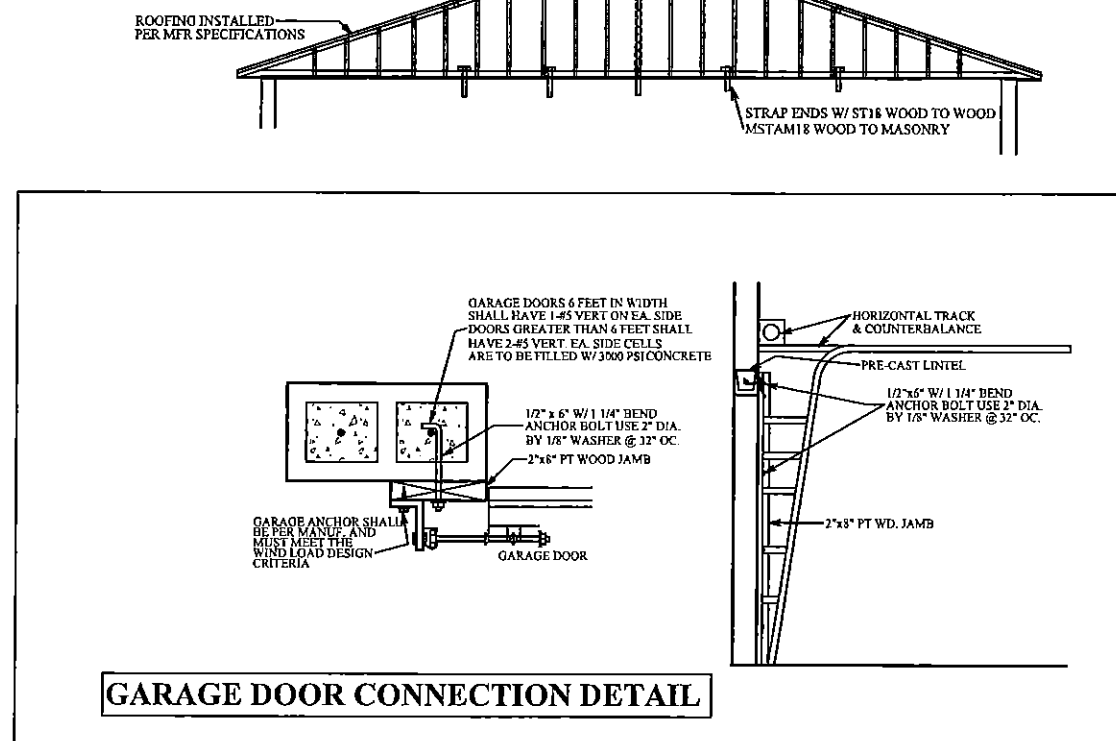 ROOFING INSTALLED
PER MFR SPECIFICATIONS
STRAP ENDS W/ ST18 WOOD TO WOOD
MSTAM18 WOOD TO MASONRY
GARAGE DOORS 6 FEET IN WIDTH
SHALL HAVE 1-#5 VERT ON EA. SIDE
DOORS GREATER THAN 6 FEET SHALL
HAVE 2-#5 VERT. EA. SIDE CELLS
ARE TO BE FILLED W/ 3000 PSI CONCRETE
1/2" x 6" W/ 1 1/4" BEND
ANCHOR BOLT USE 2" DIA.
BY 1/8" WASHER @ 32" OC.
2"x8" PT WOOD JAMB
GARAGE ANCHOR SHALL
BE PER MANUF. AND
MUST MEET THE
WIND LOAD DESIGN
CRITERIA
GARAGE DOOR
HORIZONTAL TRACK
& COUNTERBALANCE
PRE-CAST LINTEL
1/2"x6" W/ 1 1/4" BEND
ANCHOR BOLT USE 2" DIA.
BY 1/8" WASHER @ 32" OC.
2"x8" PT WD. JAMB
GARAGE DOOR CONNECTION DETAIL